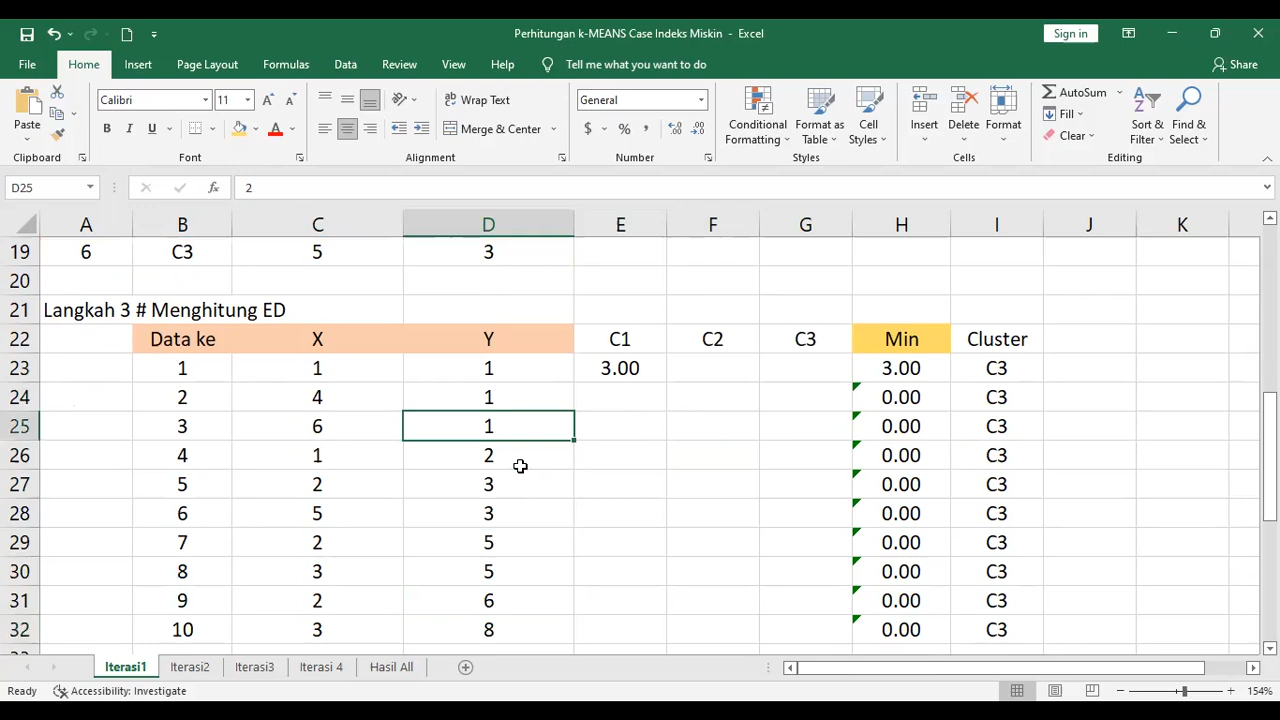 Perhitungan k-MEANS Case Indeks Miskin - Excel
Sign in
File Home Insert Page Layout Formulas Data Review View Help Tell me what you want to do Share
Calibri 11 Wrap Text General AutoSum
Paste Conditional Format as Cell Insert Delete Format Fill Sort & Find &
B I U A Merge & Center $ % , Formatting Table Styles Clear Filter Select
Clipboard Font Alignment Number Styles Cells Editing
D25 fx 2
A B C D E F G H I J K
19 6 C3 5 3
20
21 Langkah 3 # Menghitung ED
22 Data ke X Y C1 C2 C3 Min Cluster
23 1 1 1 3.00 3.00 C3
24 2 4 1 0.00 C3
25 3 6 1 0.00 C3
26 4 1 2 0.00 C3
27 5 2 3 0.00 C3
28 6 5 3 0.00 C3
29 7 2 5 0.00 C3
30 8 3 5 0.00 C3
31 9 2 6 0.00 C3
32 10 3 8 0.00 C3
Iterasi1 Iterasi2 Iterasi3 Iterasi 4 Hasil All
Ready Accessibility: Investigate 154%